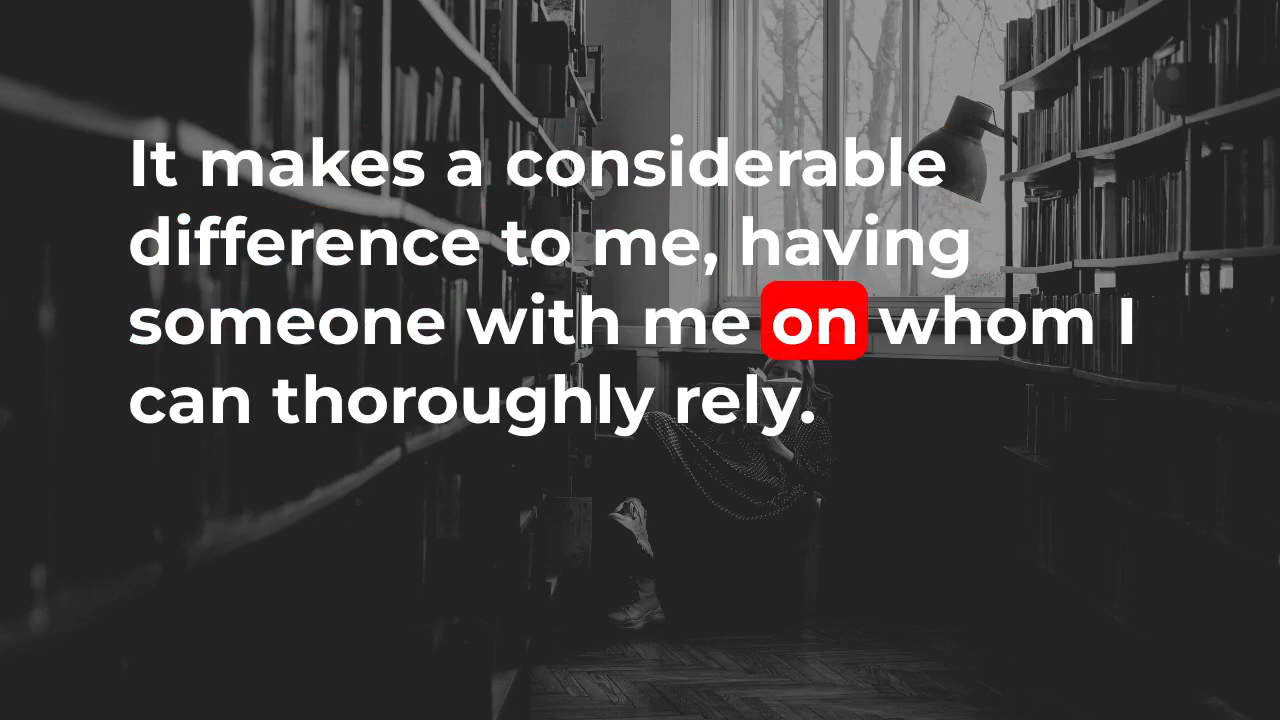 It makes a considerable
difference to me, having
someone with me on whom I
can thoroughly rely.